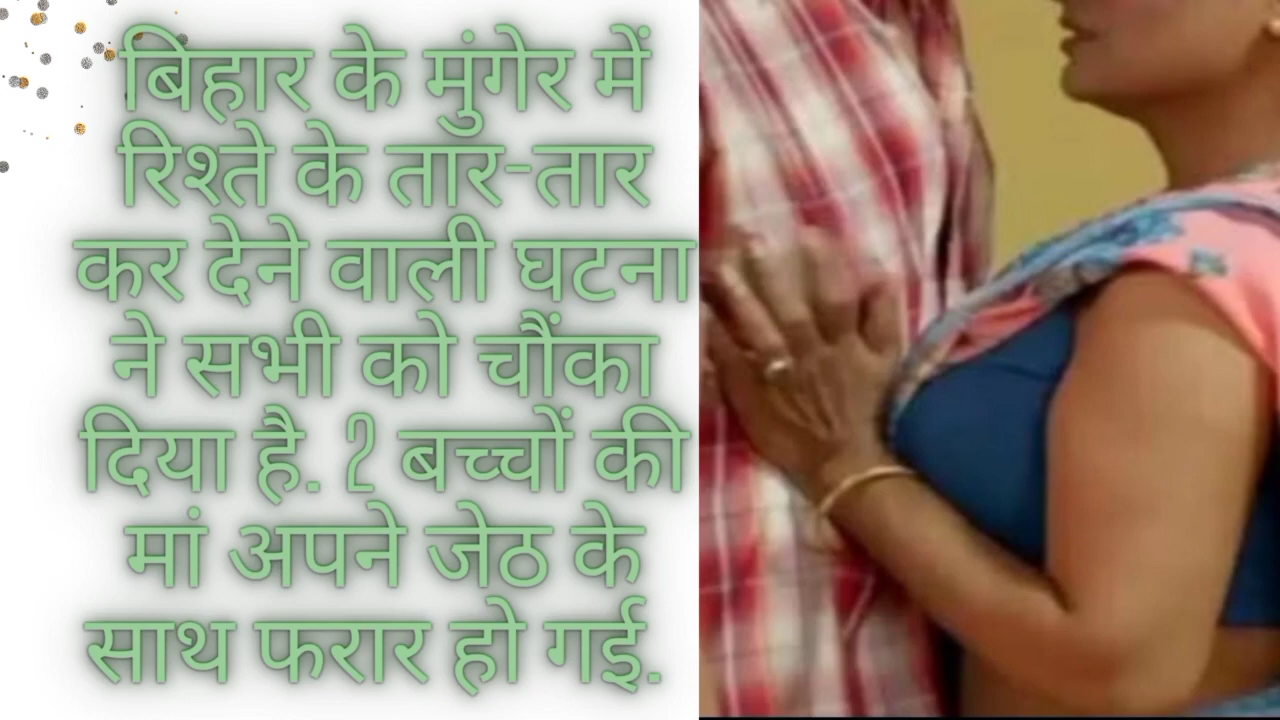 बिहार के मुंगेर में
रिश्ते के तार-तार
कर देने वाली घटना
ने सभी को चौंका
दिया है. 2 बच्चों की
मां अपने जेठ के
साथ फरार हो गई.